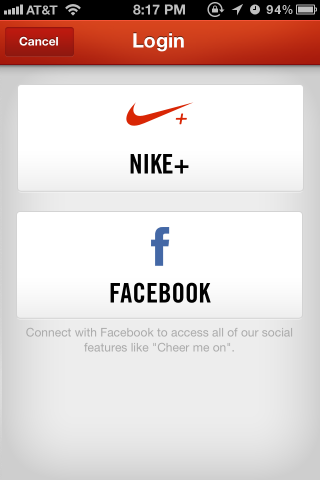 AT&T 8:17 PM 94%
Cancel Login
NIKE+
FACEBOOK
Connect with Facebook to access all of our social
features like "Cheer me on".